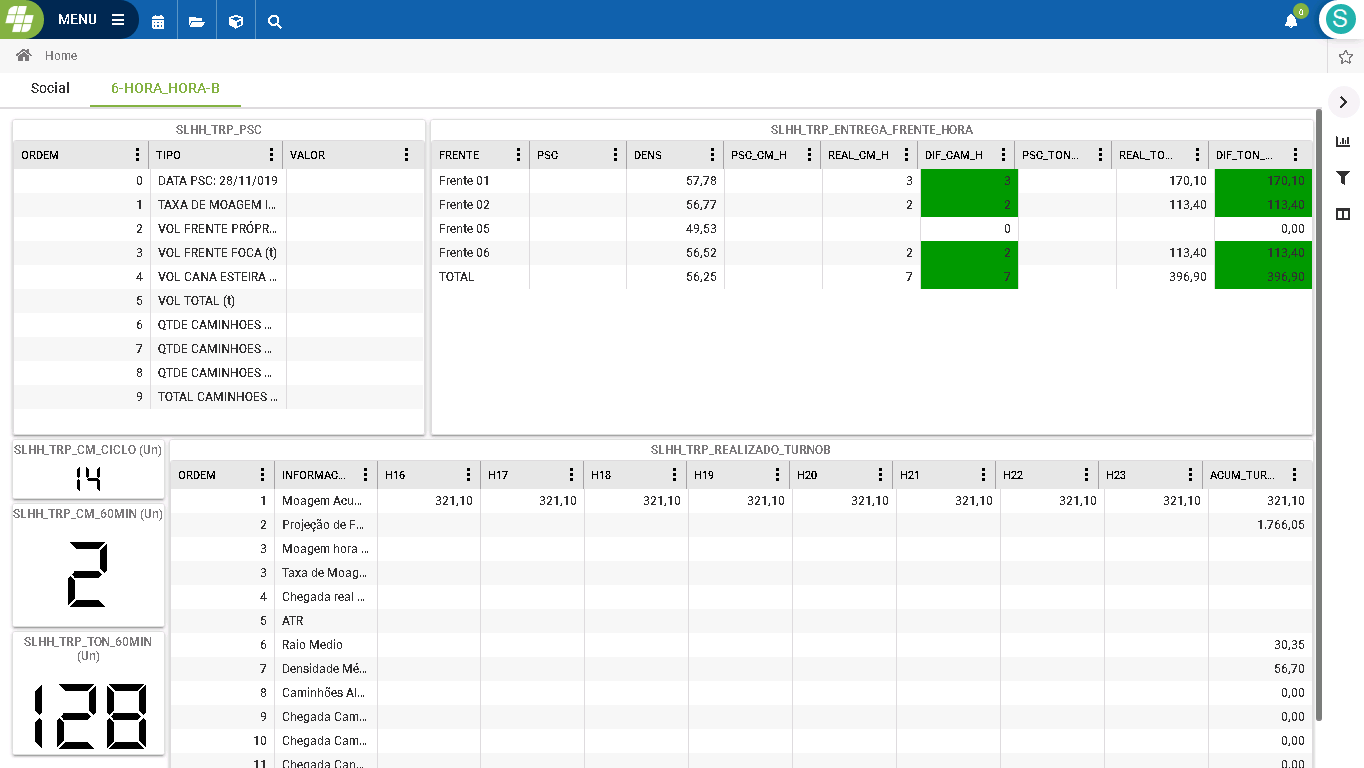 MENU
0
S
Home
Social 6-HORA_HORA-B
SLHH_TRP_PSC
ORDEM TIPO VALOR
0 DATA PSC: 28/11/019
1 TAXA DE MOAGEM I...
2 VOL FRENTE PRÓPR...
3 VOL FRENTE FOCA (t)
4 VOL CANA ESTEIRA ...
5 VOL TOTAL (t)
6 QTDE CAMINHOES ...
7 QTDE CAMINHOES ...
8 QTDE CAMINHOES ...
9 TOTAL CAMINHOES ...
SLHH_TRP_ENTREGA_FRENTE_HORA
FRENTE PSC DENS PSC_CM_H REAL_CM_H DIF_CAM_H PSC_TON... REAL_TO... DIF_TON_...
Frente 01 57,78 3 3 170,10 170,10
Frente 02 56,77 2 2 113,40 113,40
Frente 05 49,53 0 0,00
Frente 06 56,52 2 2 113,40 113,40
TOTAL 56,25 7 7 396,90 396,90
SLHH_TRP_CM_CICLO (Un)
14
SLHH_TRP_CM_60MIN (Un)
2
SLHH_TRP_TON_60MIN
(Un)
128
SLHH_TRP_REALIZADO_TURNOB
ORDEM INFORMAC... H16 H17 H18 H19 H20 H21 H22 H23 ACUM_TUR...
1 Moagem Acu... 321,10 321,10 321,10 321,10 321,10 321,10 321,10 321,10 321,10
2 Projeção de F... 1.766,05
3 Moagem hora ...
3 Taxa de Moag...
4 Chegada real ...
5 ATR
6 Raio Medio 30,35
7 Densidade Mé... 56,70
8 Caminhões Al... 0,00
9 Chegada Cam... 0,00
10 Chegada Cam... 0,00
11 Chegada Cam... 0,00